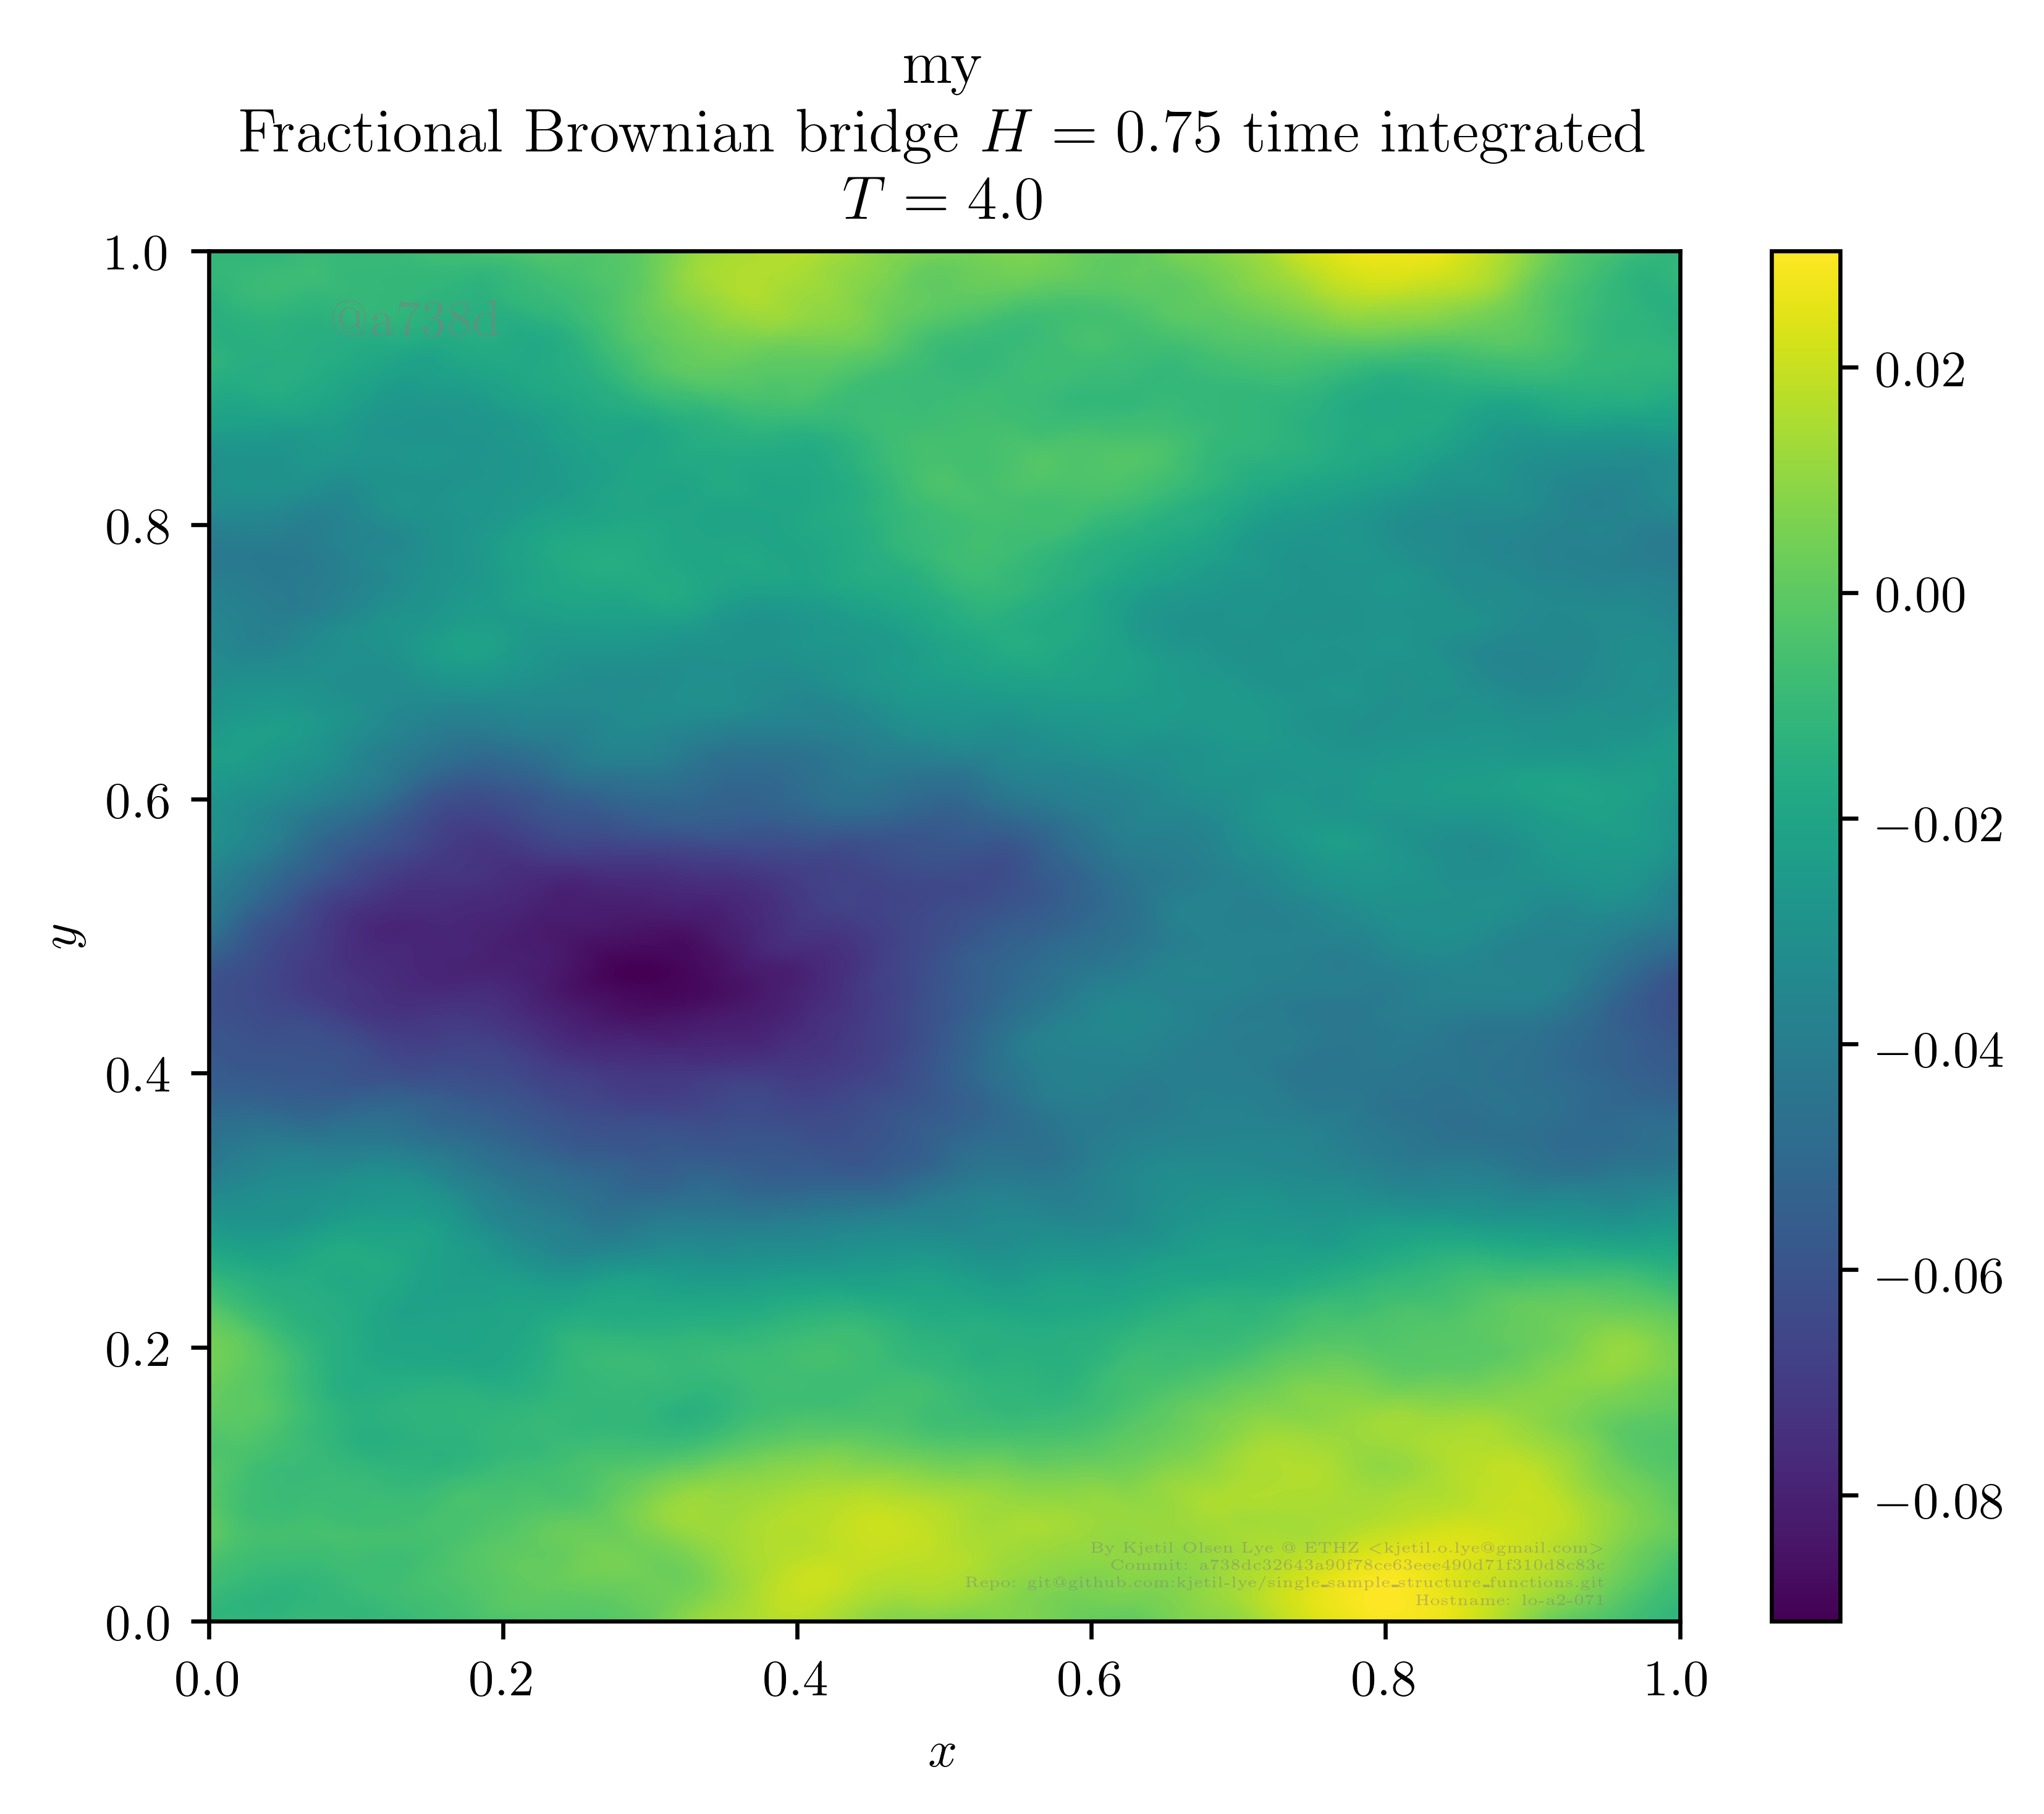 my
Fractional Brownian bridge H = 0.75 time integrated
T = 4.0
1.0
0.8
0.6
0.4
0.2
0.0
y
@a738d
By Kjetil Olsen Lye @ ETHZ <kjetil.o.lye@gmail.com>
Commit: a738dc32643a90f78ce63eee490d71f310d8c83c
Repo: git@github.com:kjetil-lye/single_sample_structure_functions.git
Hostname: lo-a2-071
0.0 0.2 0.4 0.6 0.8 1.0
x
0.02
0.00
−0.02
−0.04
−0.06
−0.08